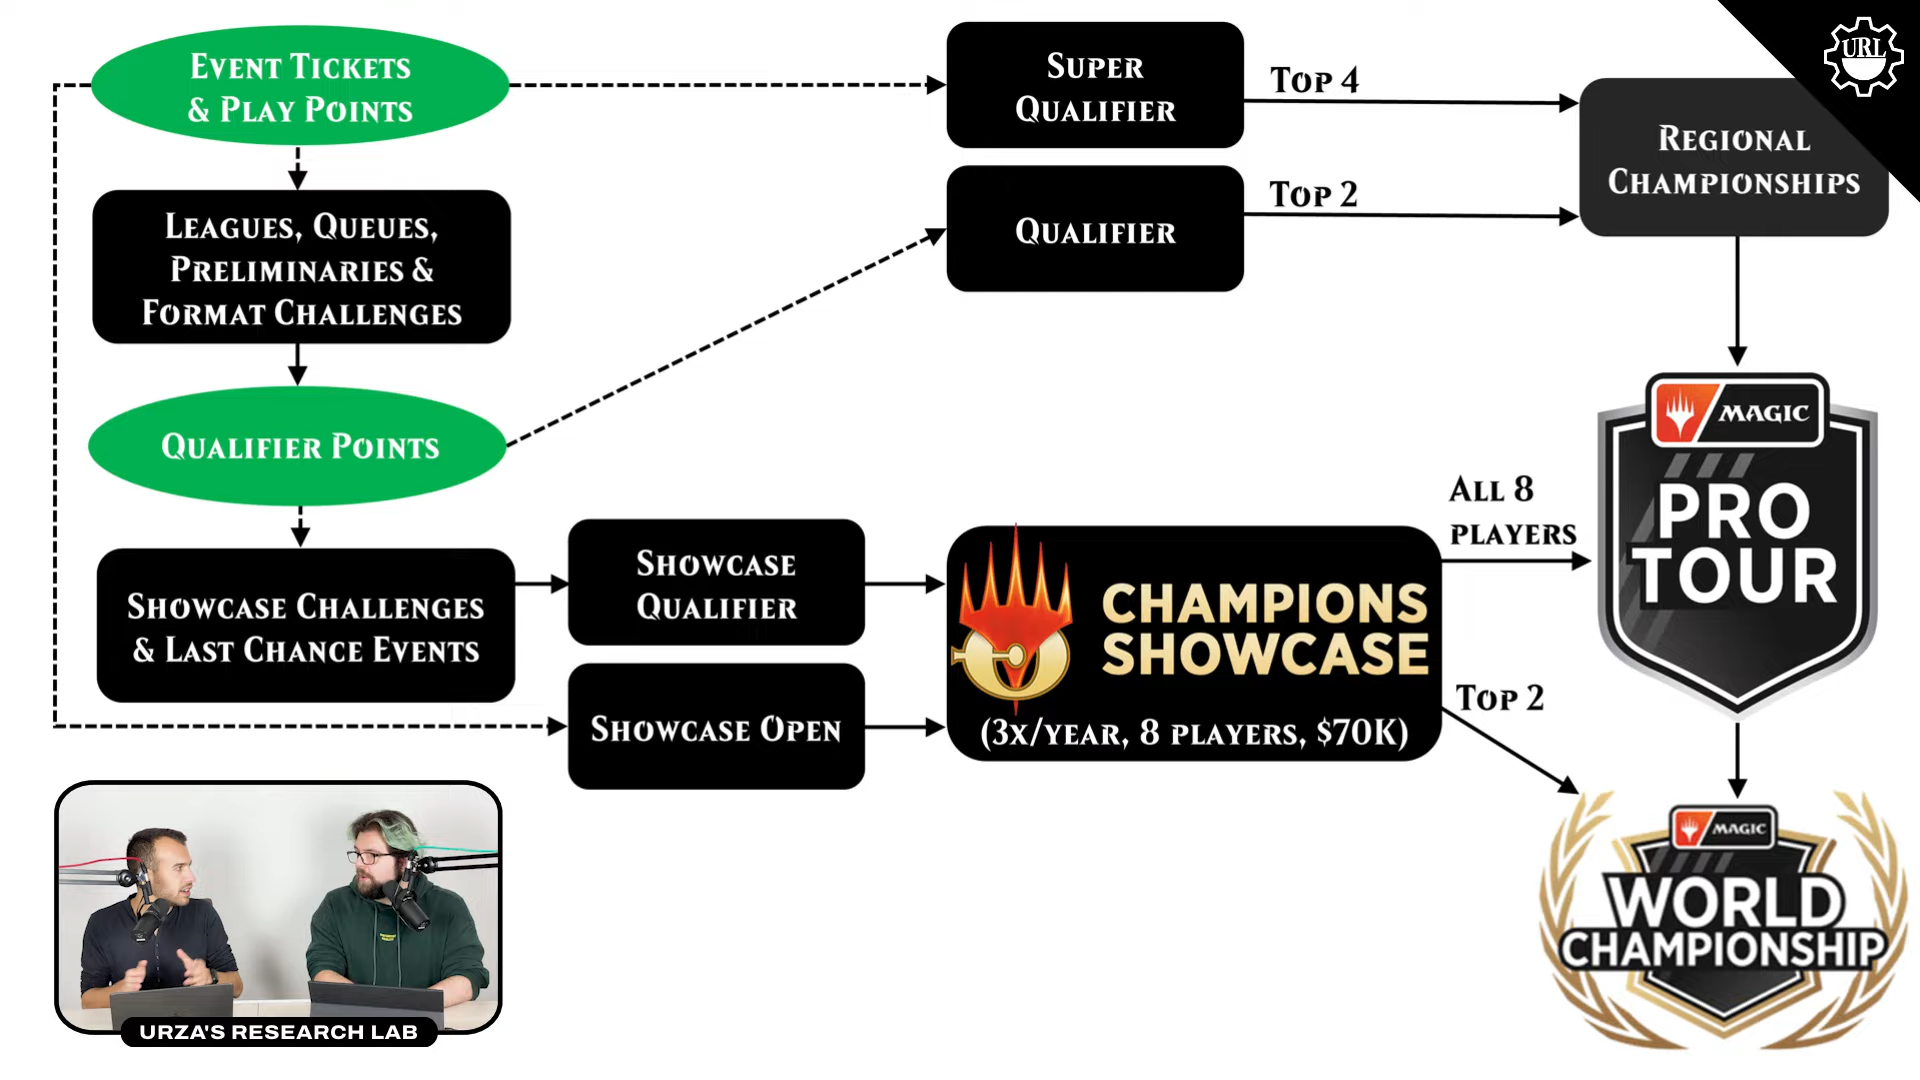 EVENT TICKETS
& PLAY POINTS
LEAGUES, QUEUES,
PRELIMINARIES &
FORMAT CHALLENGES
QUALIFIER POINTS
SHOWCASE CHALLENGES
& LAST CHANCE EVENTS
SHOWCASE
QUALIFIER
SHOWCASE OPEN
SUPER
QUALIFIER
TOP 4
QUALIFIER
TOP 2
REGIONAL
CHAMPIONSHIPS
URL
CHAMPIONS
SHOWCASE
(3X/YEAR, 8 PLAYERS, $70K)
ALL 8
PLAYERS
TOP 2
MAGIC
PRO
TOUR
MAGIC
WORLD
CHAMPIONSHIP
URZA'S RESEARCH LAB